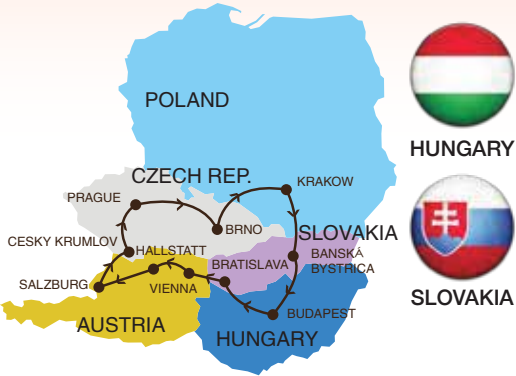 POLAND
HUNGARY
CZECH REP.
KRAKOW
PRAGUE
SLOVAKIA
BRNO
CESKY KRUMLOV
HALLSTATT
BANSKÁ
BYSTRICA
BRATISLAVA
SALZBURG
VIENNA
SLOVAKIA
BUDAPEST
AUSTRIA
HUNGARY